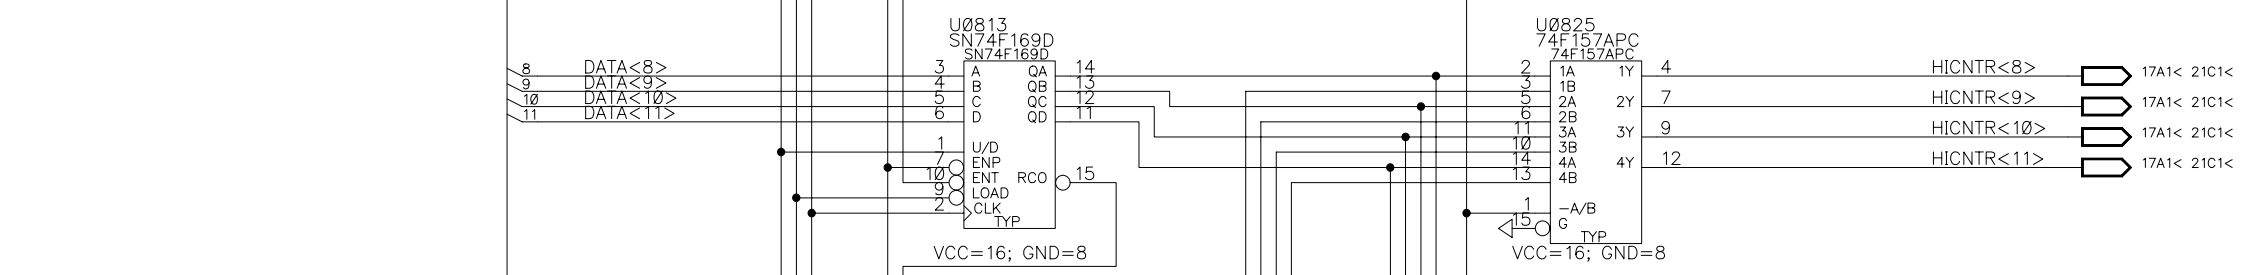 UØ813
SN74F169D
SN74F169D
UØ825
74F157APC
74F157APC
8 DATA<8> 3 A QA 14 2 1A 1Y 4 HICNTR<8> 17A1< 21C1<
9 DATA<9> 4 B QB 13 3 1B
10 DATA<1Ø> 5 C QC 12 5 2A 2Y 7 HICNTR<9> 17A1< 21C1<
11 DATA<11> 6 D QD 11 6 2B
11 3A 3Y 9 HICNTR<1Ø> 17A1< 21C1<
1 U/D 1Ø 3B
7 ENP 14 4A 4Y 12 HICNTR<11> 17A1< 21C1<
1Ø ENT RCO 15 13 4B
9 LOAD
2 CLK 1 -A/B
TYP 15 G
TYP
VCC=16; GND=8 VCC=16; GND=8